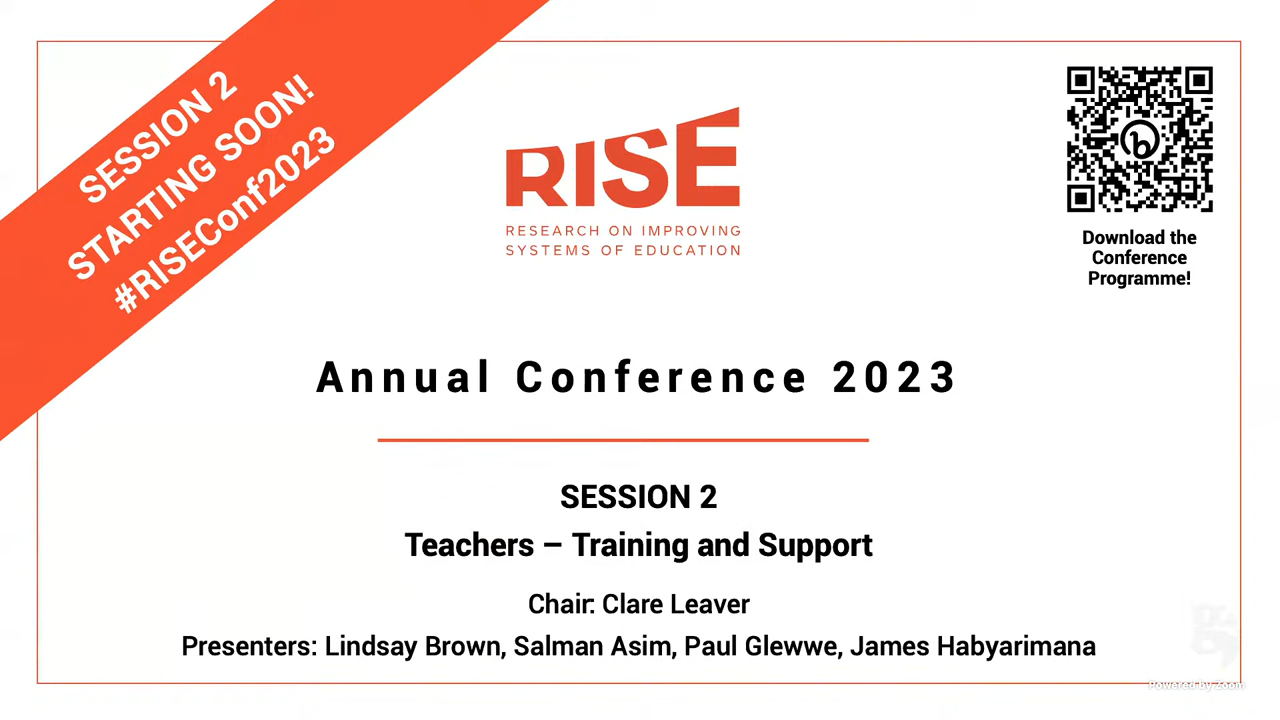 SESSION 2
STARTING SOON!
#RISEConf2023
RISE
RESEARCH ON IMPROVING
SYSTEMS OF EDUCATION
Download the
Conference
Programme!
Annual Conference 2023
SESSION 2
Teachers – Training and Support
Chair: Clare Leaver
Presenters: Lindsay Brown, Salman Asim, Paul Glewwe, James Habyarimana
Powered by Zoom